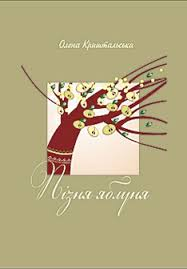 Олена Криштальська
Пізня яблуня